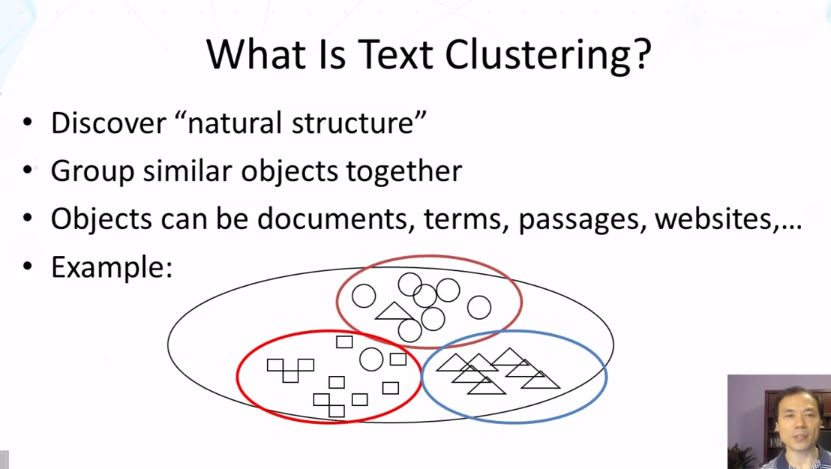 What Is Text Clustering?
• Discover “natural structure”
• Group similar objects together
• Objects can be documents, terms, passages, websites,…
• Example: